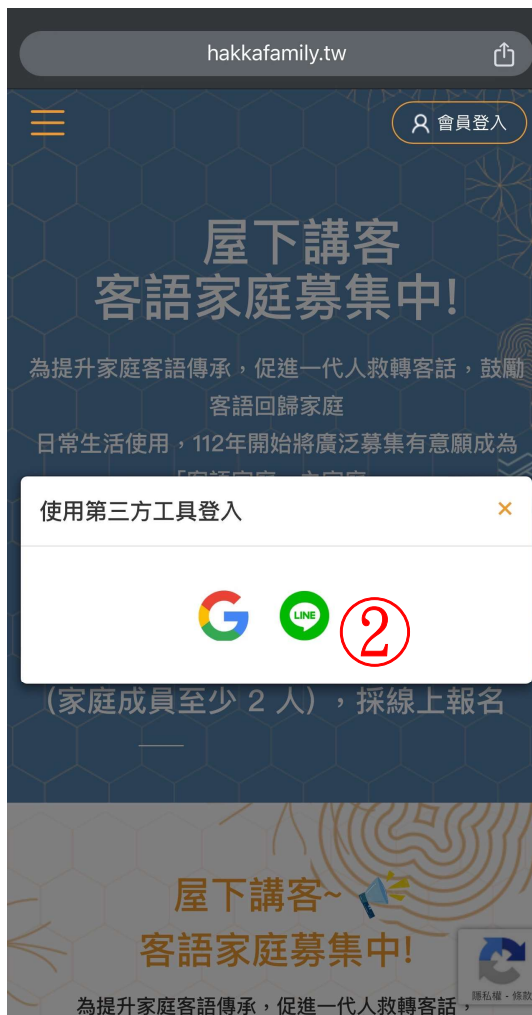 hakkafamily.tw
會員登入
屋下講客
客語家庭募集中!
為提升家庭客語傳承，促進一代人救轉客話，鼓勵
客語回歸家庭
日常生活使用，112年開始將廣泛募集有意願成為
使用第三方工具登入
×
G LINE ②
(家庭成員至少 2 人)，採線上報名
屋下講客~
客語家庭募集中!
隱私權 - 條款
為提升家庭客語傳承，促進一代人救轉客話，